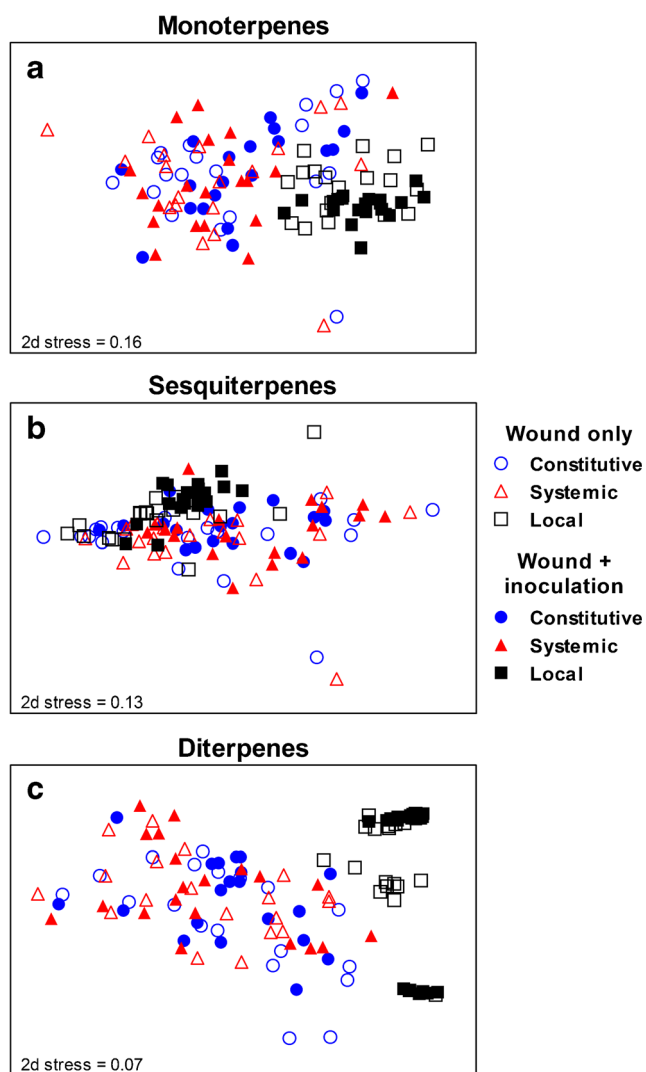 Monoterpenes
a
2d stress = 0.16
Sesquiterpenes
b
2d stress = 0.13
Wound only
Constitutive
Systemic
Local
Wound +
inoculation
Constitutive
Systemic
Local
Diterpenes
c
2d stress = 0.07